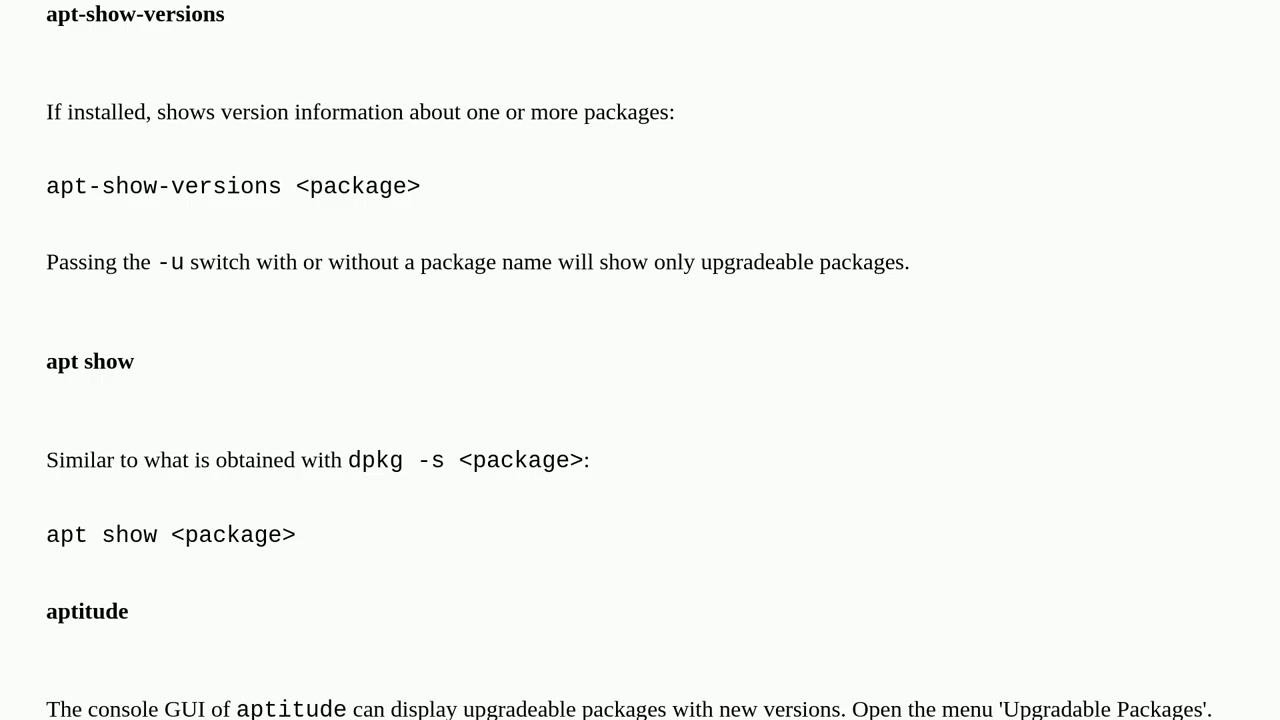 apt-show-versions
If installed, shows version information about one or more packages:
apt-show-versions <package>
Passing the -u switch with or without a package name will show only upgradeable packages.
apt show
Similar to what is obtained with dpkg -s <package>:
apt show <package>
aptitude
The console GUI of aptitude can display upgradeable packages with new versions. Open the menu 'Upgradable Packages'.